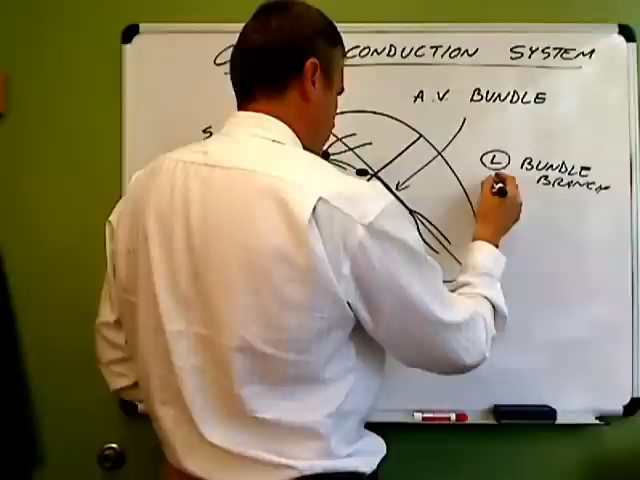 CONDUCTION SYSTEM
A.V. BUNDLE
S
L BUNDLE
BRANCH